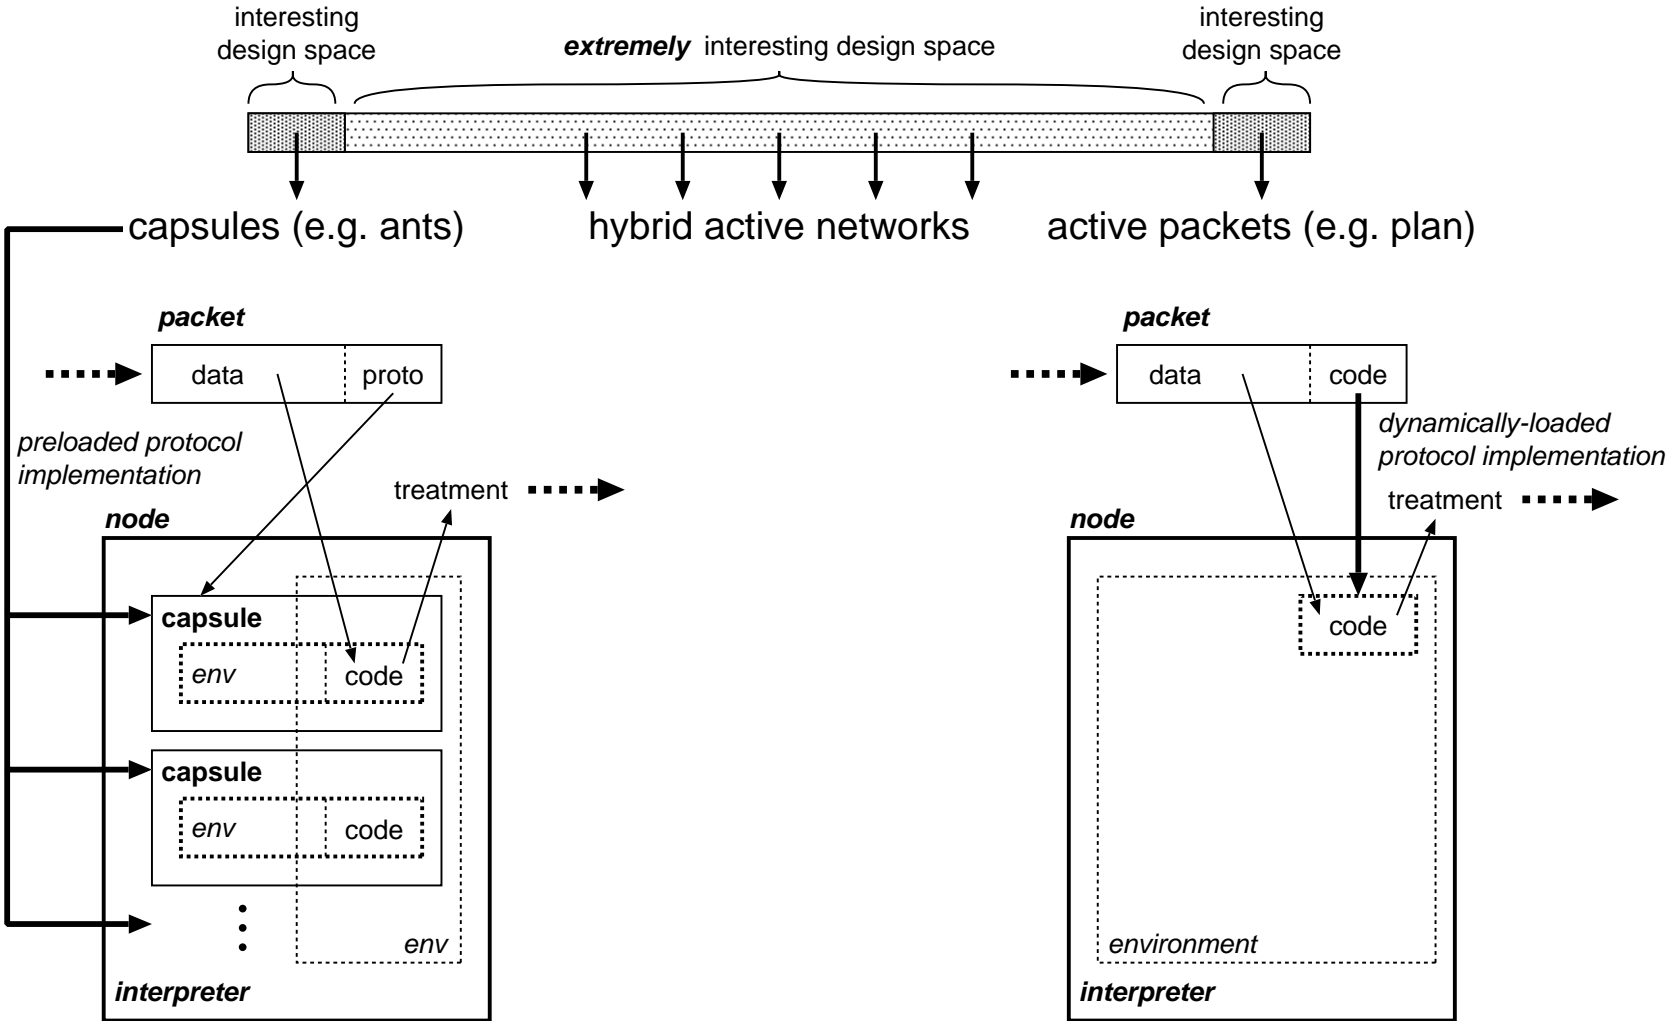 interesting
design space
extremely interesting design space
interesting
design space
capsules (e.g. ants)
hybrid active networks
active packets (e.g. plan)
packet
data
proto
preloaded protocol
implementation
treatment
node
capsule
env
code
capsule
env
code
env
interpreter
packet
data
code
dynamically-loaded
protocol implementation
treatment
node
code
environment
interpreter